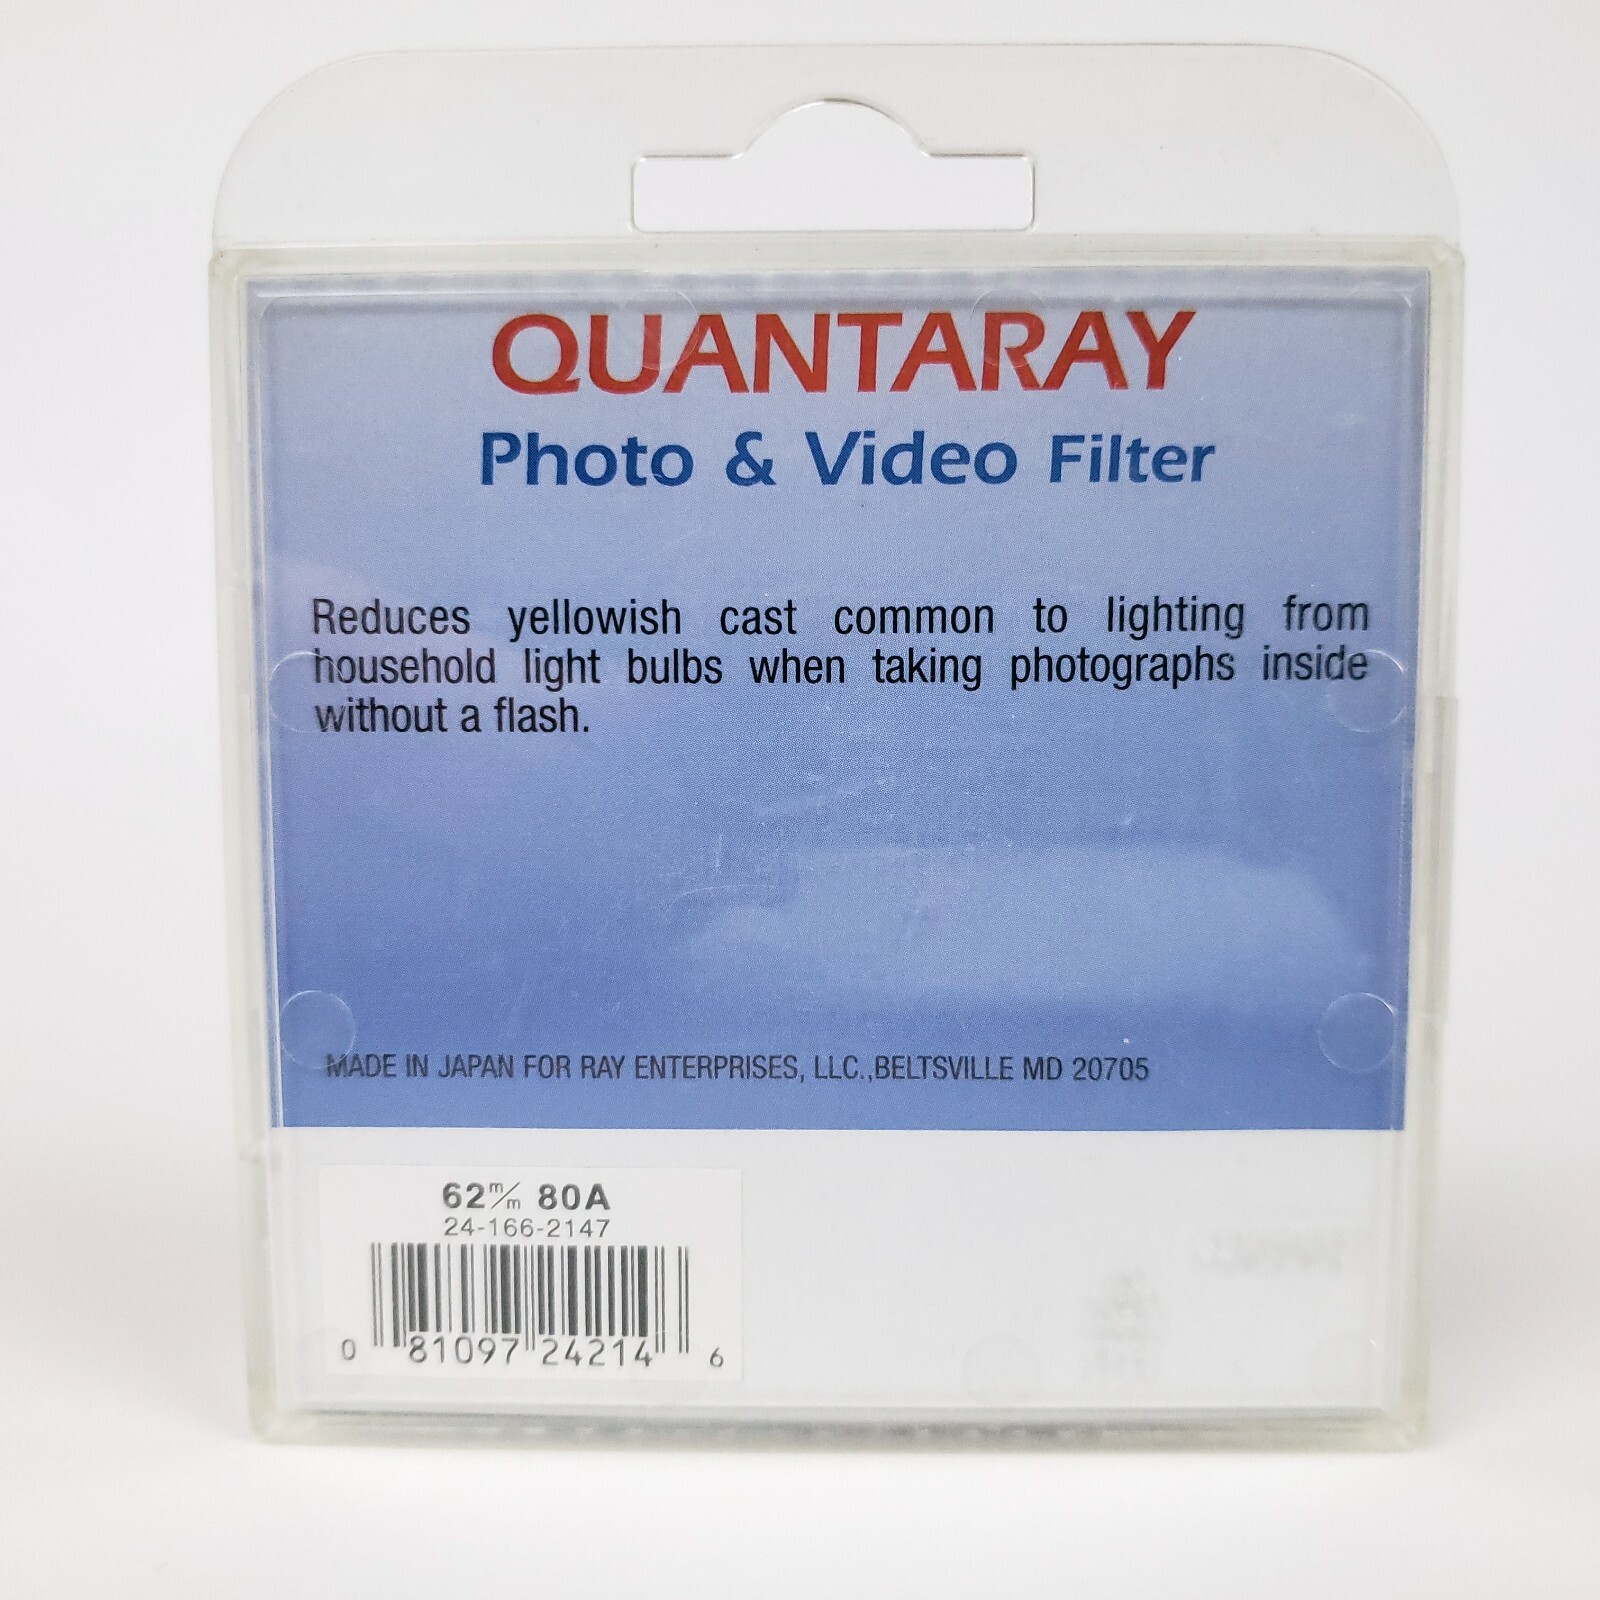 QUANTARAY
Photo & Video Filter
Reduces yellowish cast common to lighting from
household light bulbs when taking photographs inside
without a flash.
MADE IN JAPAN FOR RAY ENTERPRISES, LLC.,BELTSVILLE MD 20705
62m/m 80A
24-166-2147
0 81097 24214 6